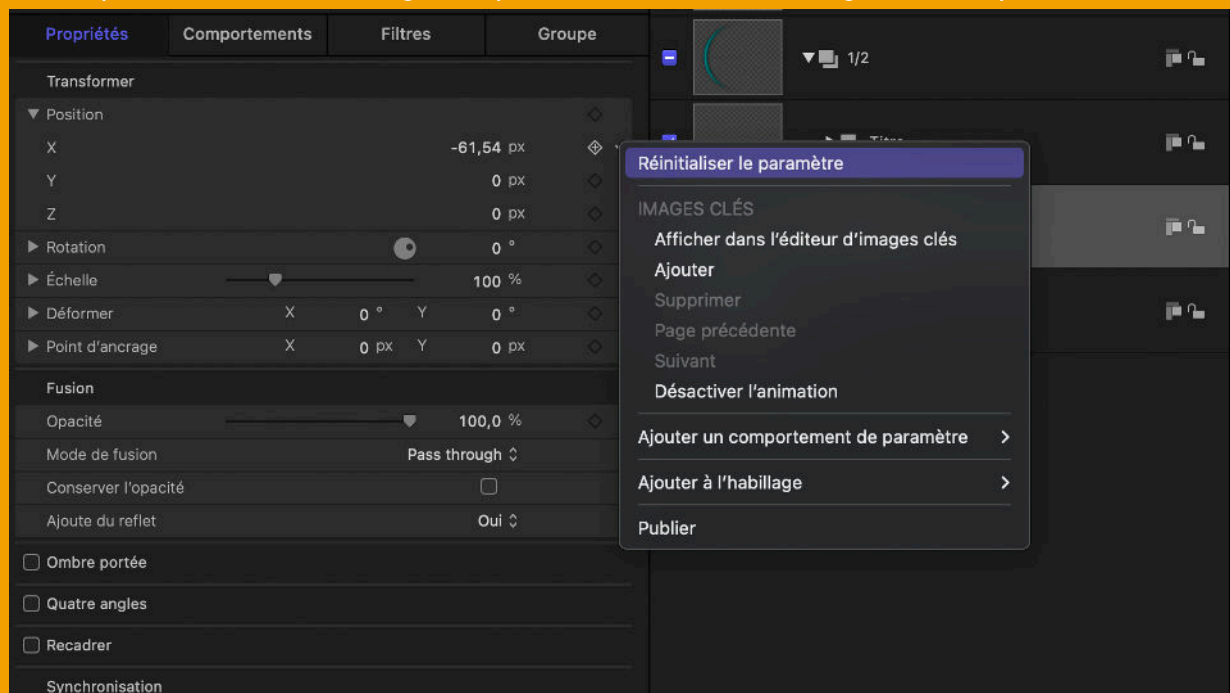 Propriétés Comportements Filtres Groupe
Transformer
Position
X -61,54 px
Y 0 px
Z 0 px
Rotation 0 °
Échelle 100 %
Déformer X 0 ° Y 0 °
Point d'ancrage X 0 px Y 0 px
Fusion
Opacité 100,0 %
Mode de fusion Pass through
Conserver l'opacité
Ajoute du reflet Oui
Ombre portée
Quatre angles
Recadrer
Synchronisation
1/2
Titre
Réinitialiser le paramètre
IMAGES CLÉS
Afficher dans l'éditeur d'images clés
Ajouter
Supprimer
Page précédente
Suivant
Désactiver l'animation
Ajouter un comportement de paramètre
Ajouter à l'habillage
Publier